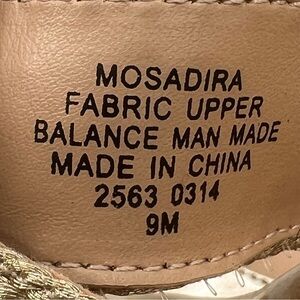 MOSADIRA
FABRIC UPPER
BALANCE MAN MADE
MADE IN CHINA
2563 0314
9M